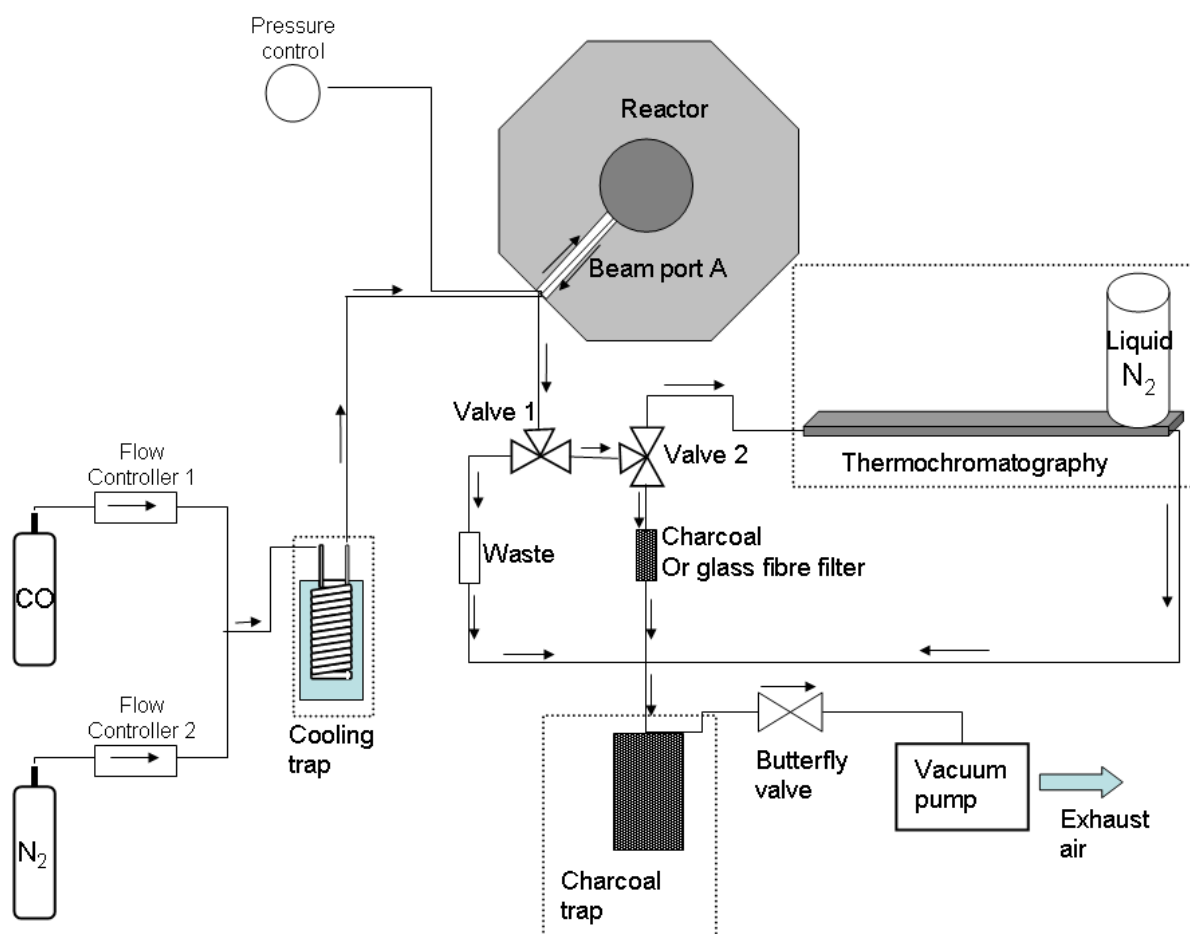 Pressure
control
Reactor
Beam port A
Liquid
N₂
Valve 1
Valve 2
Thermochromatography
Flow
Controller 1
CO
Waste
Charcoal
Or glass fibre filter
Flow
Controller 2
N₂
Cooling
trap
Butterfly
valve
Vacuum
pump
Exhaust
air
Charcoal
trap